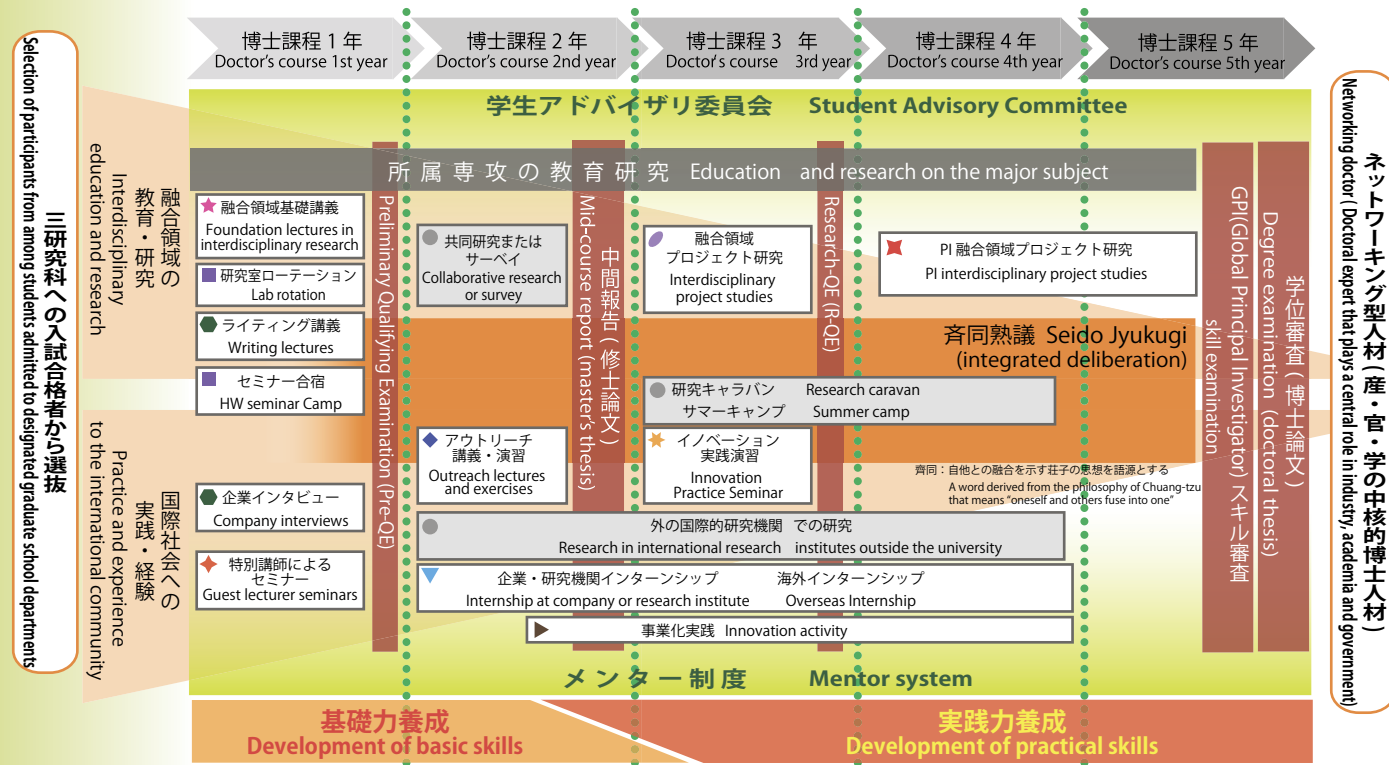 博士課程 1 年
Doctor's course 1st year
博士課程 2 年
Doctor's course 2nd year
博士課程 3 年
Doctor's course 3rd year
博士課程 4 年
Doctor's course 4th year
博士課程 5 年
Doctor's course 5th year
三研究科への入試合格者から選抜
Selection of participants from among students admitted to designated graduate school departments
学生アドバイザリ委員会 Student Advisory Committee
所属専攻の教育研究 Education and research on the major subject
融合領域の
教育・研究
Interdisciplinary
education and research
国際社会への
実践・経験
Practice and experience
to the international community
融合領域基礎講義
Foundation lectures in
interdisciplinary research
研究室ローテーション
Lab rotation
ライティング講義
Writing lectures
セミナー合宿
HW seminar Camp
企業インタビュー
Company interviews
特別講師による
セミナー
Guest lecturer seminars
Preliminary Qualifying Examination (Pre-QE)
共同研究または
サーベイ
Collaborative research
or survey
アウトリーチ
講義・演習
Outreach lectures
and exercises
中間報告(修士論文)
Mid-course report (master's thesis)
融合領域
プロジェクト研究
Interdisciplinary
project studies
Research-QE (R-QE)
PI 融合領域プロジェクト研究
PI interdisciplinary project studies
斉同熟議 Seido Jyukugi
(integrated deliberation)
研究キャラバン Research caravan
サマーキャンプ Summer camp
イノベーション
実践演習
Innovation
Practice Seminar
斉同:自他との融合を示す荘子の思想を語源とする
A word derived from the philosophy of Chuang-tzu
that means "oneself and others fuse into one"
外の国際的研究機関 での研究
Research in international research institutes outside the university
企業・研究機関インターンシップ 海外インターンシップ
Internship at company or research institute Overseas Internship
事業化実践 Innovation activity
GPI(Global Principal Investigator) スキル審査
skill examination
学位審査(博士論文)
Degree examination (doctoral thesis)
メンター制度 Mentor system
基礎力養成
Development of basic skills
実践力養成
Development of practical skills
ネットワーキング型人材(産・官・学の中核的博士人材)
Networking doctor ( Doctoral expert that plays a central role in industry, academia and government)